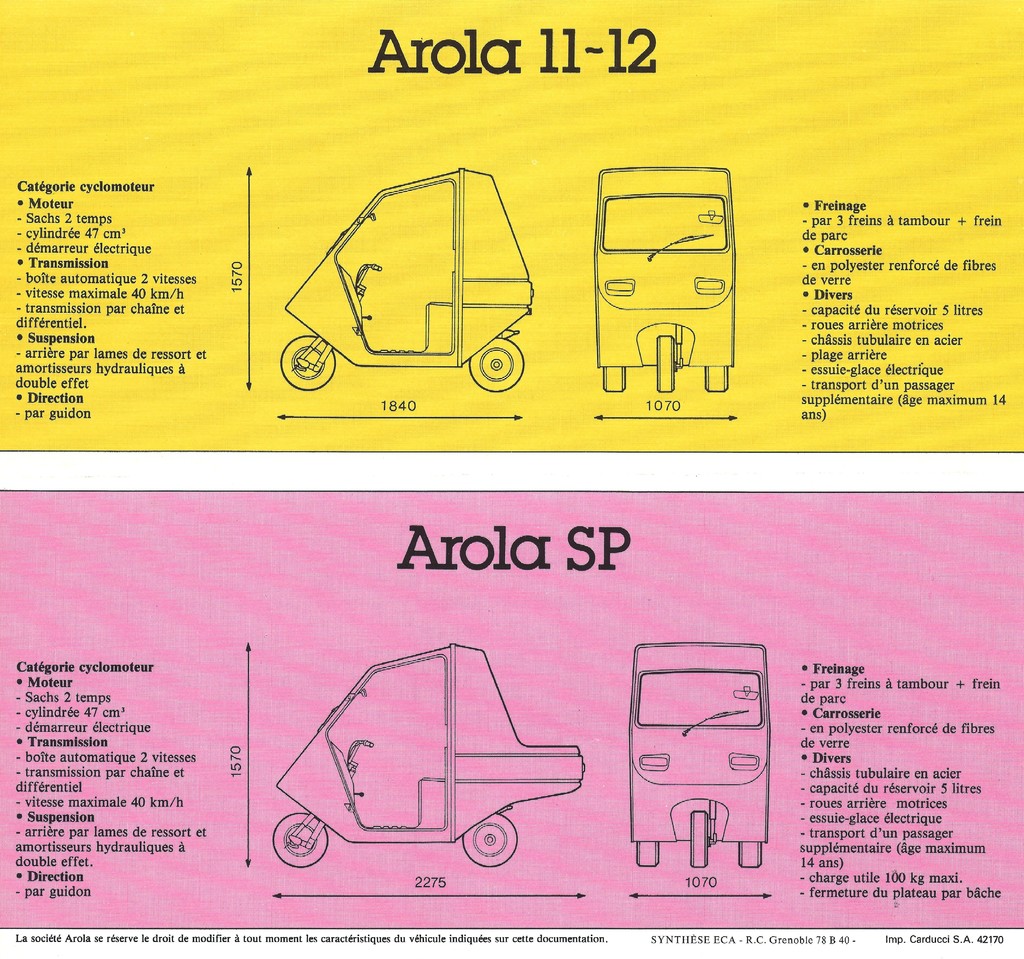 Arola 11-12
Catégorie cyclomoteur
• Moteur
- Sachs 2 temps
- cylindrée 47 cm³
- démarreur électrique
• Transmission
- boîte automatique 2 vitesses
- vitesse maximale 40 km/h
- transmission par chaîne et
différentiel.
• Suspension
- arrière par lames de ressort et
amortisseurs hydrauliques à
double effet
• Direction
- par guidon
1570
1840
1070
• Freinage
- par 3 freins à tambour + frein
de parc
• Carrosserie
- en polyester renforcé de fibres
de verre
• Divers
- capacité du réservoir 5 litres
- roues arrière motrices
- châssis tubulaire en acier
- plage arrière
- essuie-glace électrique
- transport d'un passager
supplémentaire (âge maximum 14
ans)
Arola SP
Catégorie cyclomoteur
• Moteur
- Sachs 2 temps
- cylindrée 47 cm³
- démarreur électrique
• Transmission
- boîte automatique 2 vitesses
- transmission par chaîne et
différentiel
- vitesse maximale 40 km/h
• Suspension
- arrière par lames de ressort et
amortisseurs hydrauliques à
double effet.
• Direction
- par guidon
1570
2275
1070
• Freinage
- par 3 freins à tambour + frein
de parc
• Carrosserie
- en polyester renforcé de fibres
de verre
• Divers
- châssis tubulaire en acier
- capacité du réservoir 5 litres
- roues arrière motrices
- essuie-glace électrique
- transport d'un passager
supplémentaire (âge maximum
14 ans)
- charge utile 100 kg maxi.
- fermeture du plateau par bâche
La société Arola se réserve le droit de modifier à tout moment les caractéristiques du véhicule indiquées sur cette documentation. SYNTHÈSE ECA - R.C. Grenoble 78 B 40 - Imp. Carducci S.A. 42170